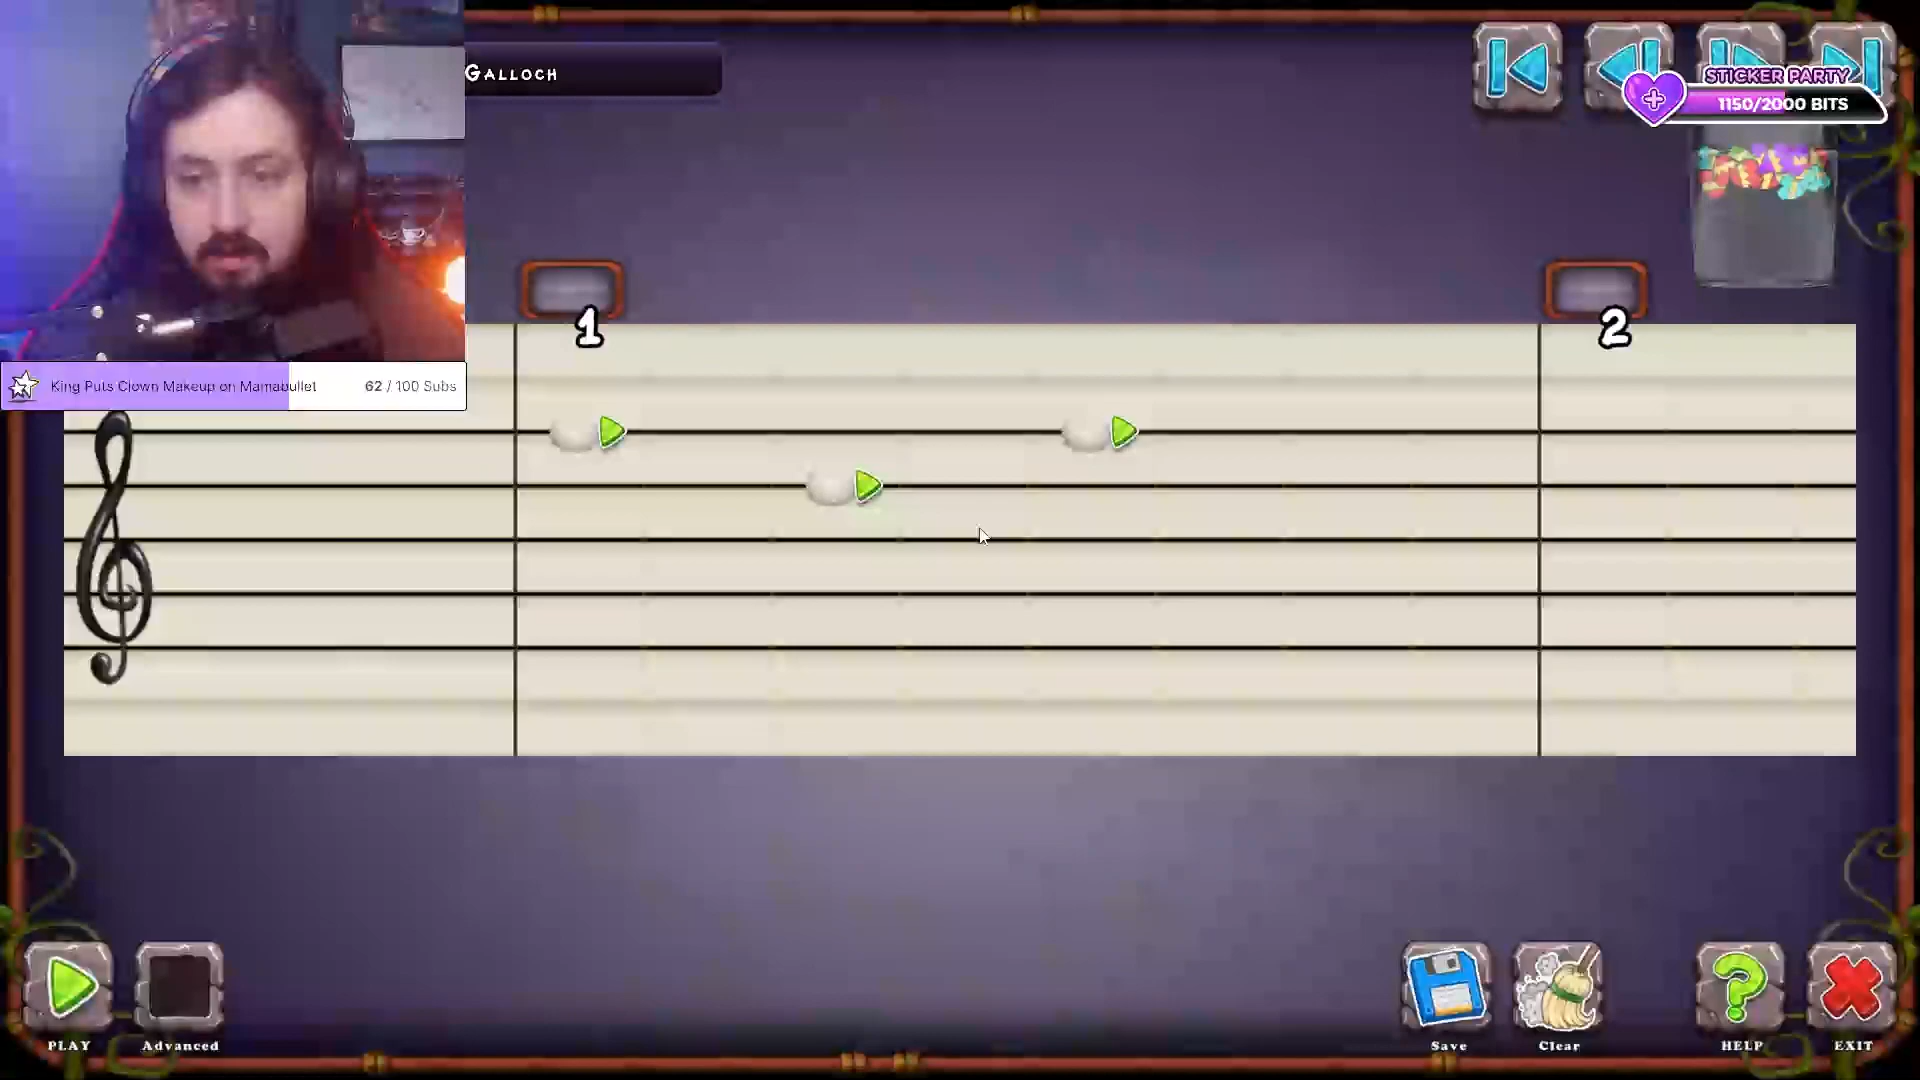 GALLOCH
STICKER PARTY
1150/2000 BITS
1
2
King Puts Clown Makeup on Mamabullet 62 / 100 Subs
PLAY
Advanced
Save
Clear
HELP
EXIT